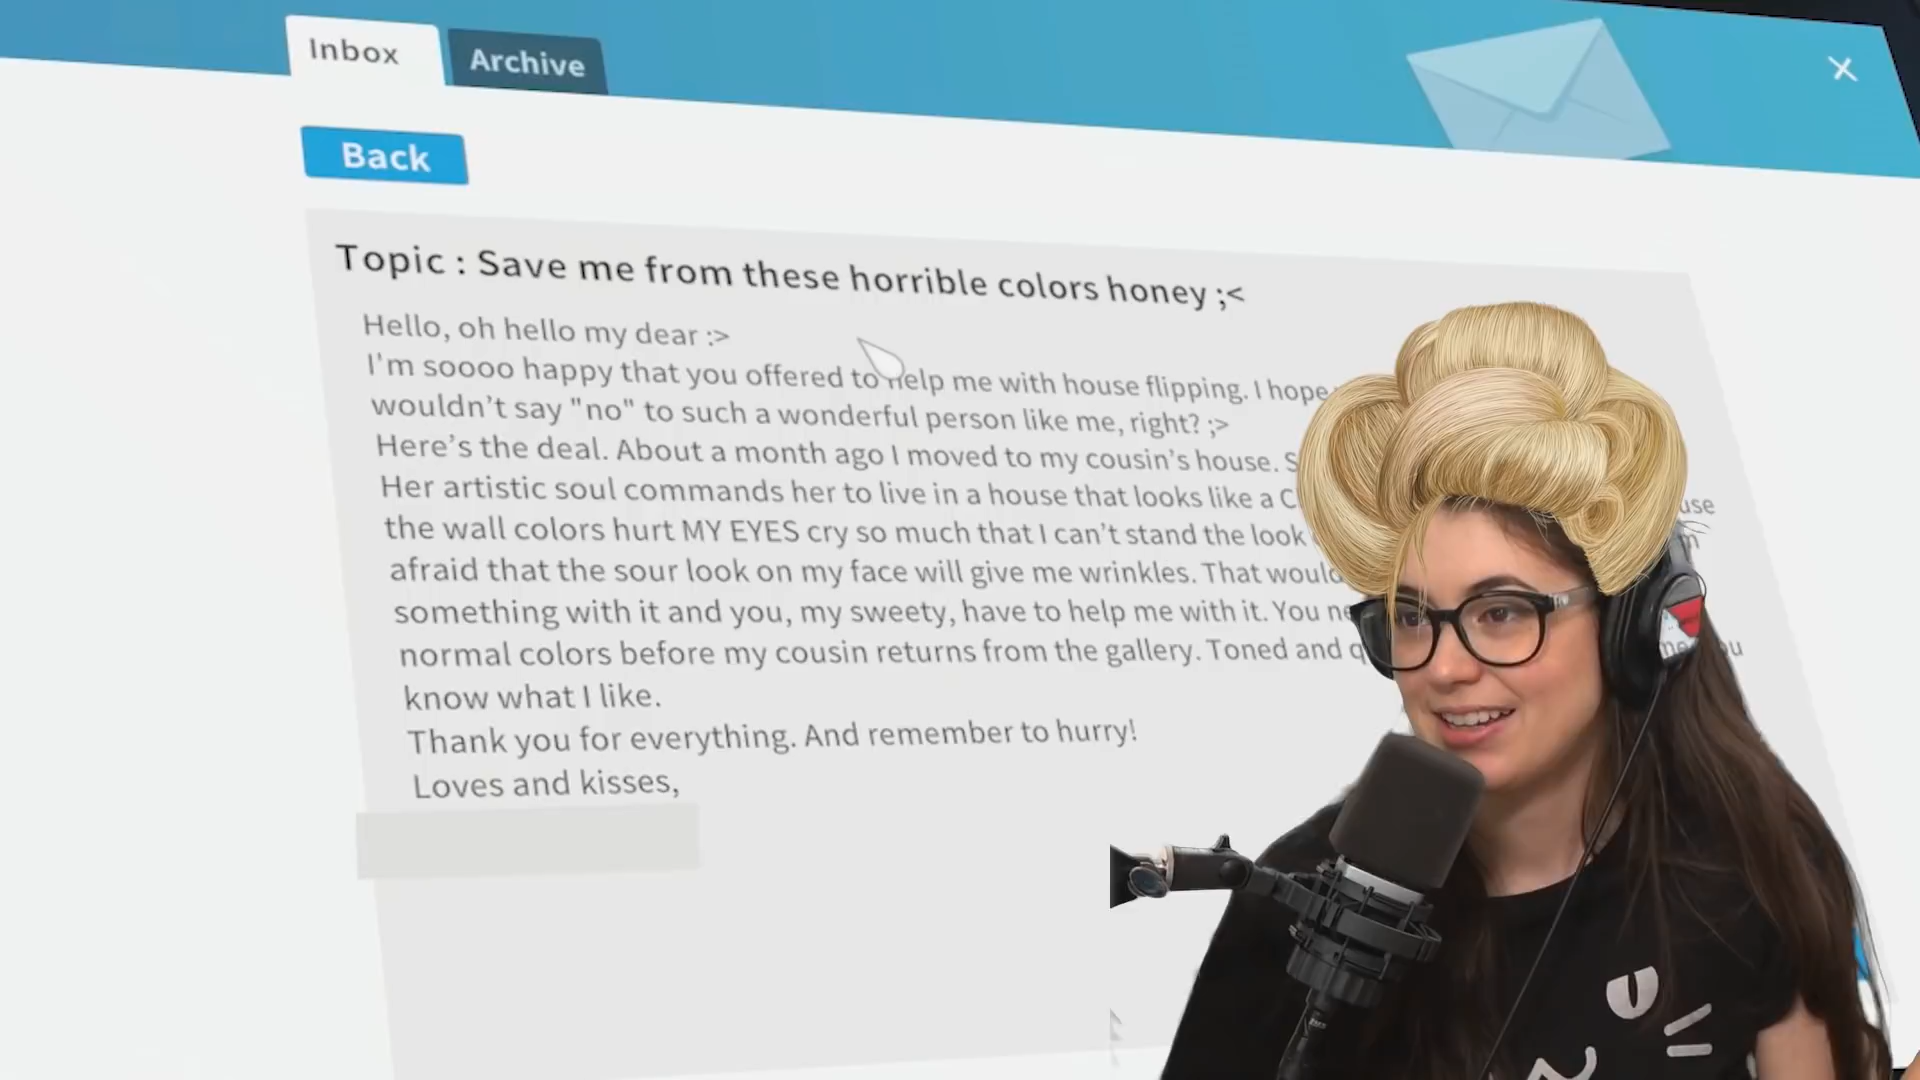 Inbox
Archive
Back
Topic : Save me from these horrible colors honey ;<
Hello, oh hello my dear :>
I'm soooo happy that you offered to help me with house flipping. I hope
wouldn't say "no" to such a wonderful person like me, right? ;>
Here's the deal. About a month ago I moved to my cousin's house.
Her artistic soul commands her to live in a house that looks like a
the wall colors hurt MY EYES cry so much that I can't stand the look
afraid that the sour look on my face will give me wrinkles. That would
something with it and you, my sweety, have to help me with it. You
normal colors before my cousin returns from the gallery. Toned and
know what I like.
Thank you for everything. And remember to hurry!
Loves and kisses,